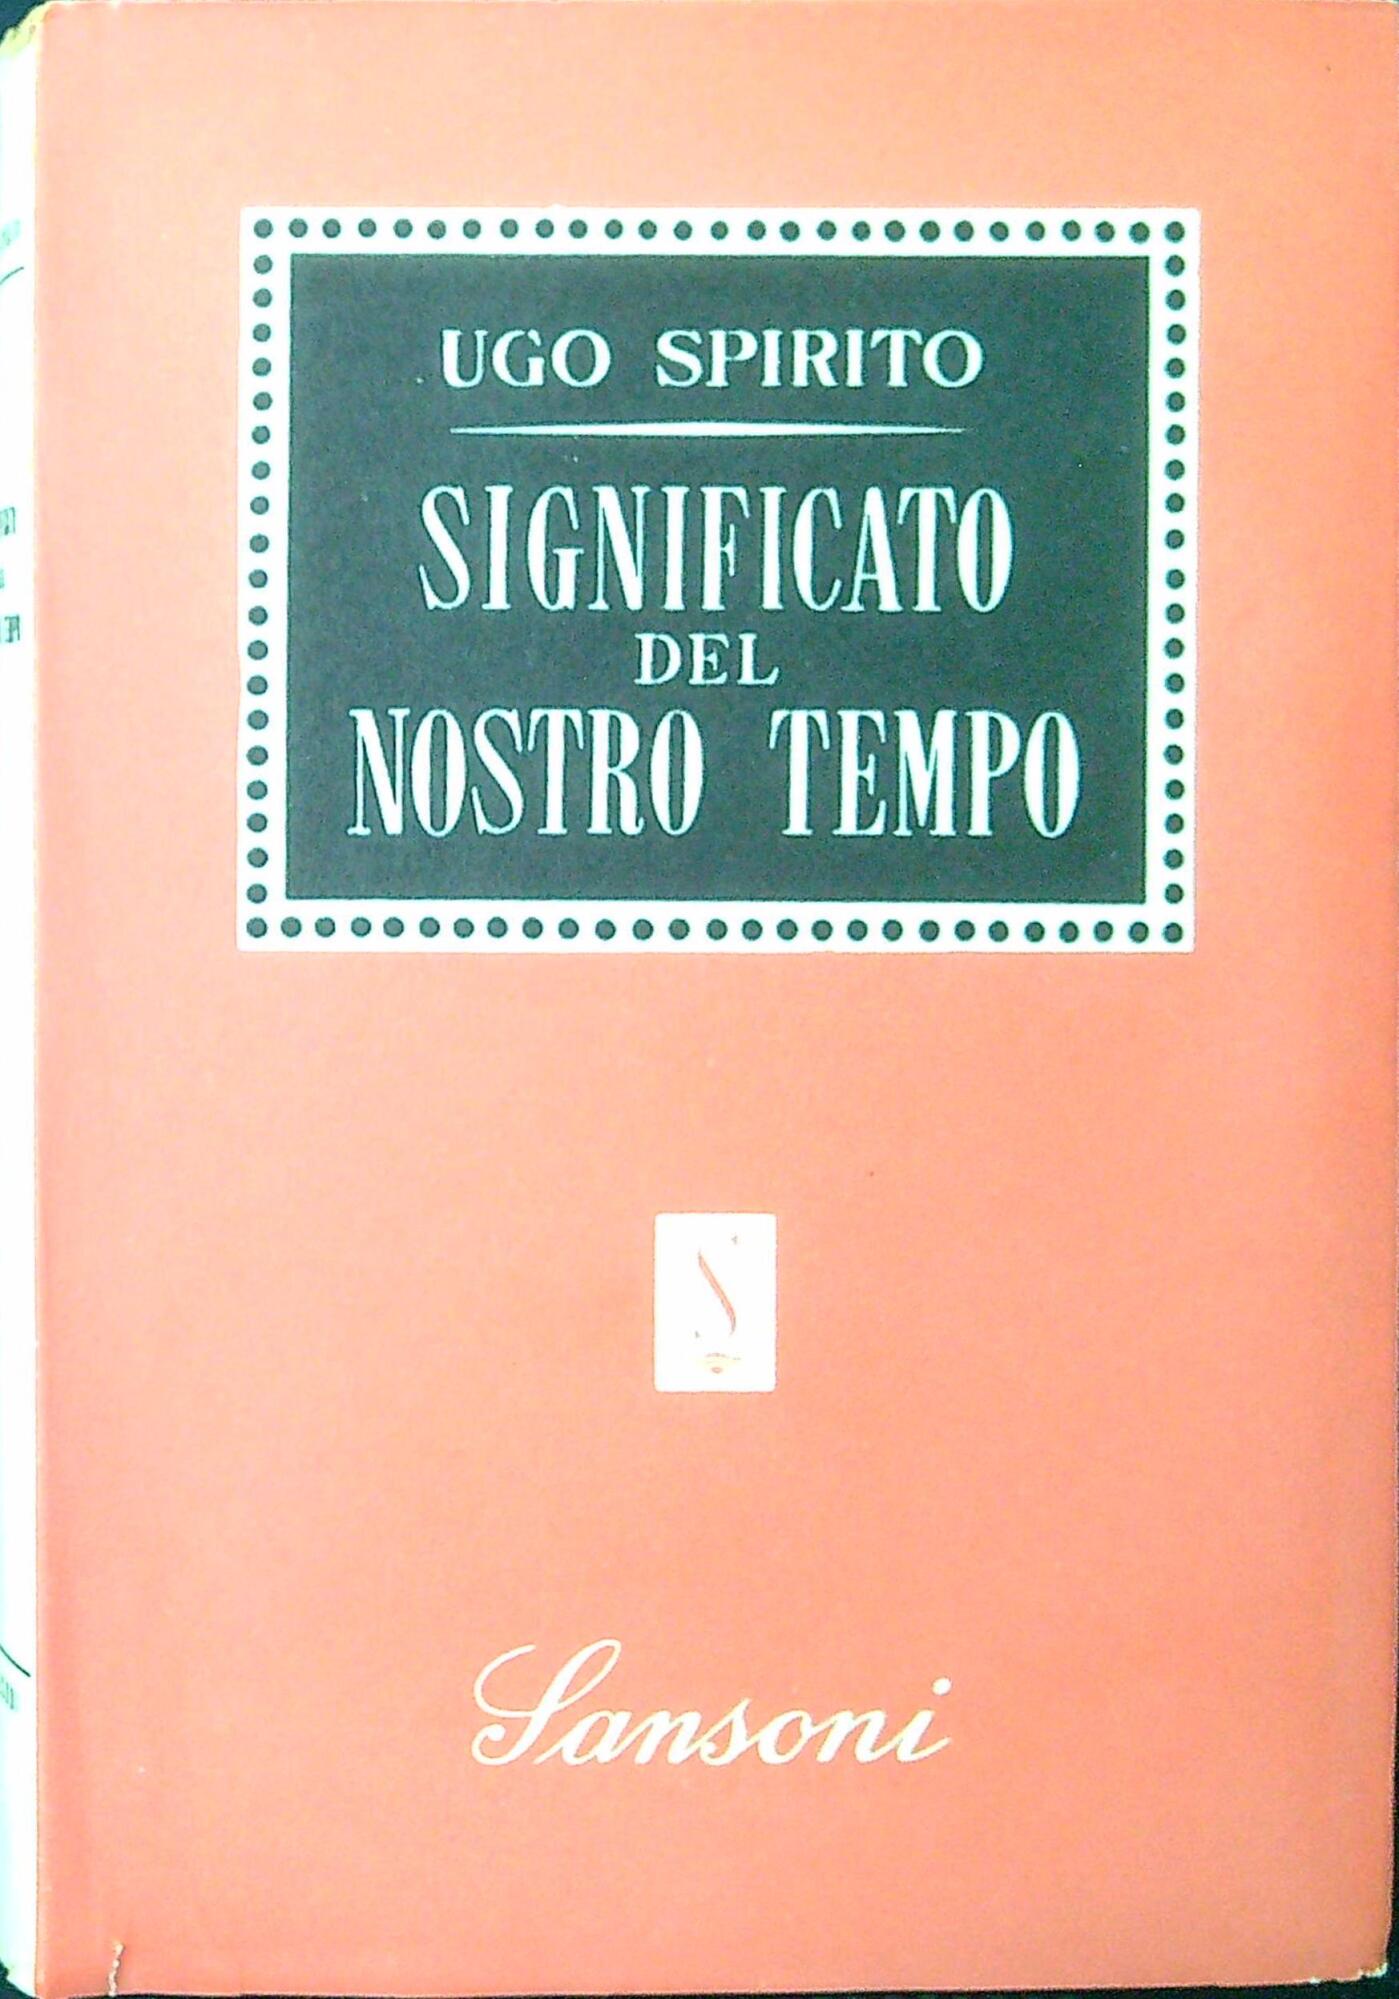 UGO SPIRITO
SIGNIFICATO
DEL
NOSTRO TEMPO
S
Sansoni